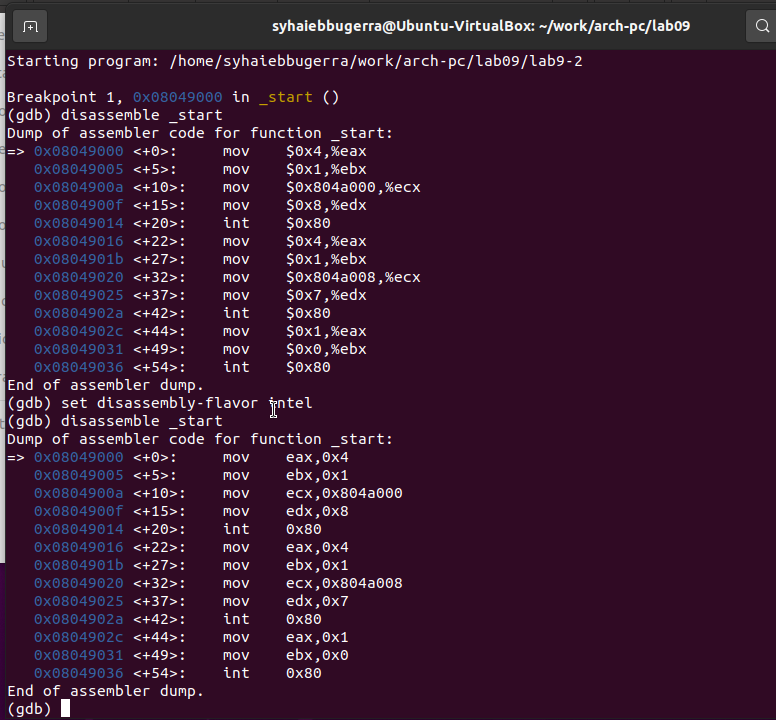 syhaiebbugerra@Ubuntu-VirtualBox: ~/work/arch-pc/lab09
Starting program: /home/syhaiebbugerra/work/arch-pc/lab09/lab9-2
Breakpoint 1, 0x08049000 in _start ()
(gdb) disassemble _start
Dump of assembler code for function _start:
=> 0x08049000 <+0>:     mov    $0x4,%eax
   0x08049005 <+5>:     mov    $0x1,%ebx
   0x0804900a <+10>:    mov    $0x804a000,%ecx
   0x0804900f <+15>:    mov    $0x8,%edx
   0x08049014 <+20>:    int    $0x80
   0x08049016 <+22>:    mov    $0x4,%eax
   0x0804901b <+27>:    mov    $0x1,%ebx
   0x08049020 <+32>:    mov    $0x804a008,%ecx
   0x08049025 <+37>:    mov    $0x7,%edx
   0x0804902a <+42>:    int    $0x80
   0x0804902c <+44>:    mov    $0x1,%eax
   0x08049031 <+49>:    mov    $0x0,%ebx
   0x08049036 <+54>:    int    $0x80
End of assembler dump.
(gdb) set disassembly-flavor intel
(gdb) disassemble _start
Dump of assembler code for function _start:
=> 0x08049000 <+0>:     mov    eax,0x4
   0x08049005 <+5>:     mov    ebx,0x1
   0x0804900a <+10>:    mov    ecx,0x804a000
   0x0804900f <+15>:    mov    edx,0x8
   0x08049014 <+20>:    int    0x80
   0x08049016 <+22>:    mov    eax,0x4
   0x0804901b <+27>:    mov    ebx,0x1
   0x08049020 <+32>:    mov    ecx,0x804a008
   0x08049025 <+37>:    mov    edx,0x7
   0x0804902a <+42>:    int    0x80
   0x0804902c <+44>:    mov    eax,0x1
   0x08049031 <+49>:    mov    ebx,0x0
   0x08049036 <+54>:    int    0x80
End of assembler dump.
(gdb)